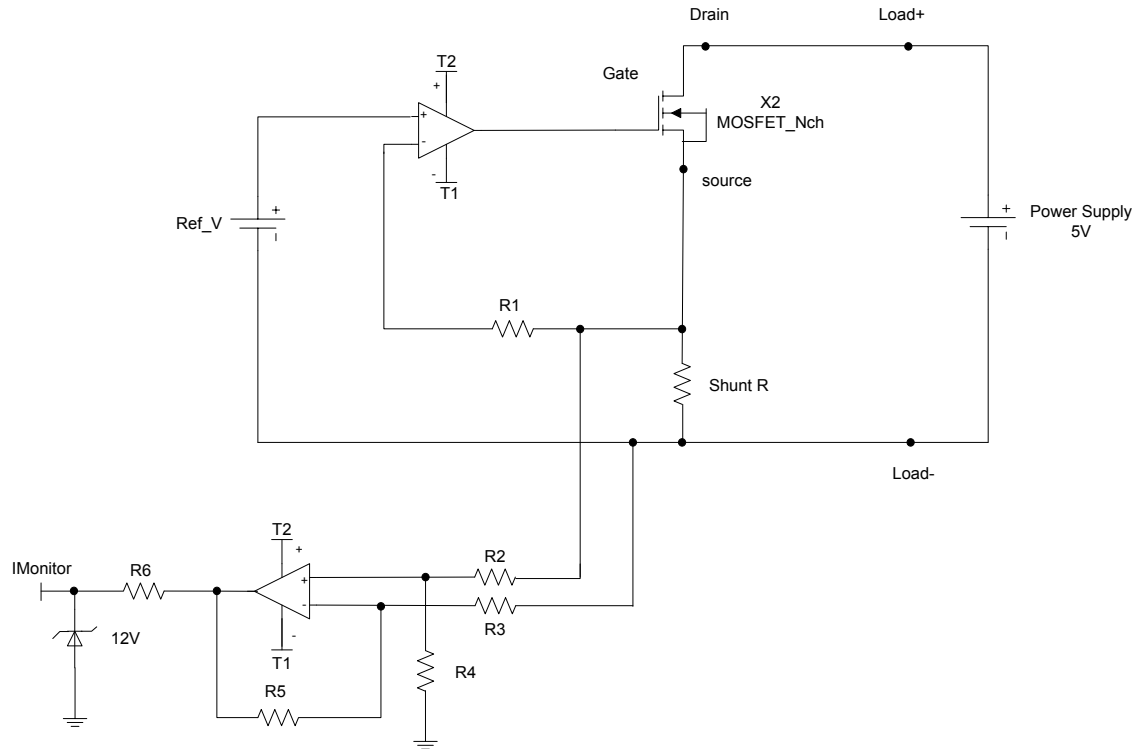 Drain
Load+
T2
+
Gate
X2
MOSFET_Nch
+
-
-
T1
source
Ref_V
+
-
+
-
Power Supply
5V
R1
Shunt R
Load-
T2
+
IMonitor
R6
R2
+
-
R3
12V
-
T1
R4
R5